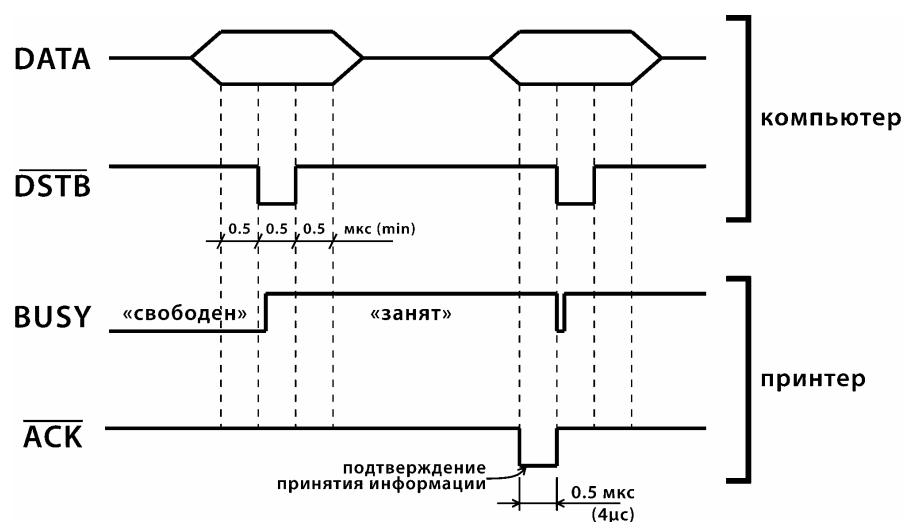 DATA
компьютер
DSTB
0.5 0.5 0.5 мкс (min)
BUSY
«свободен» «занят»
принтер
ACK
подтверждение
принятия информации
0.5 мкс
(4μс)